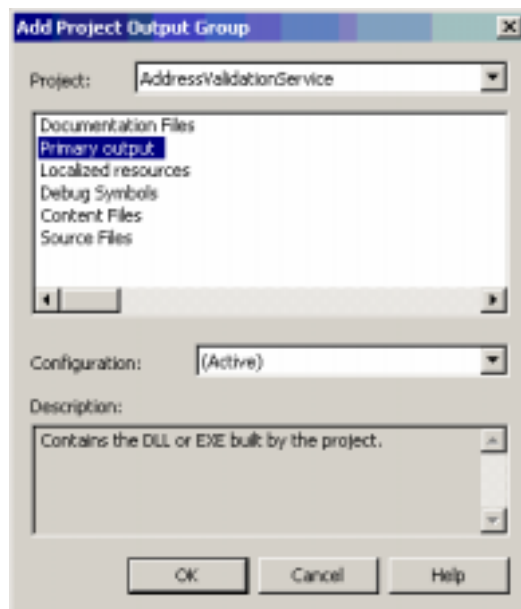 Add Project Output Group
Project: AddressValidationService
Documentation Files
Primary output
Localized resources
Debug Symbols
Content Files
Source Files
Configuration: (Active)
Description:
Contains the DLL or EXE built by the project.
OK Cancel Help